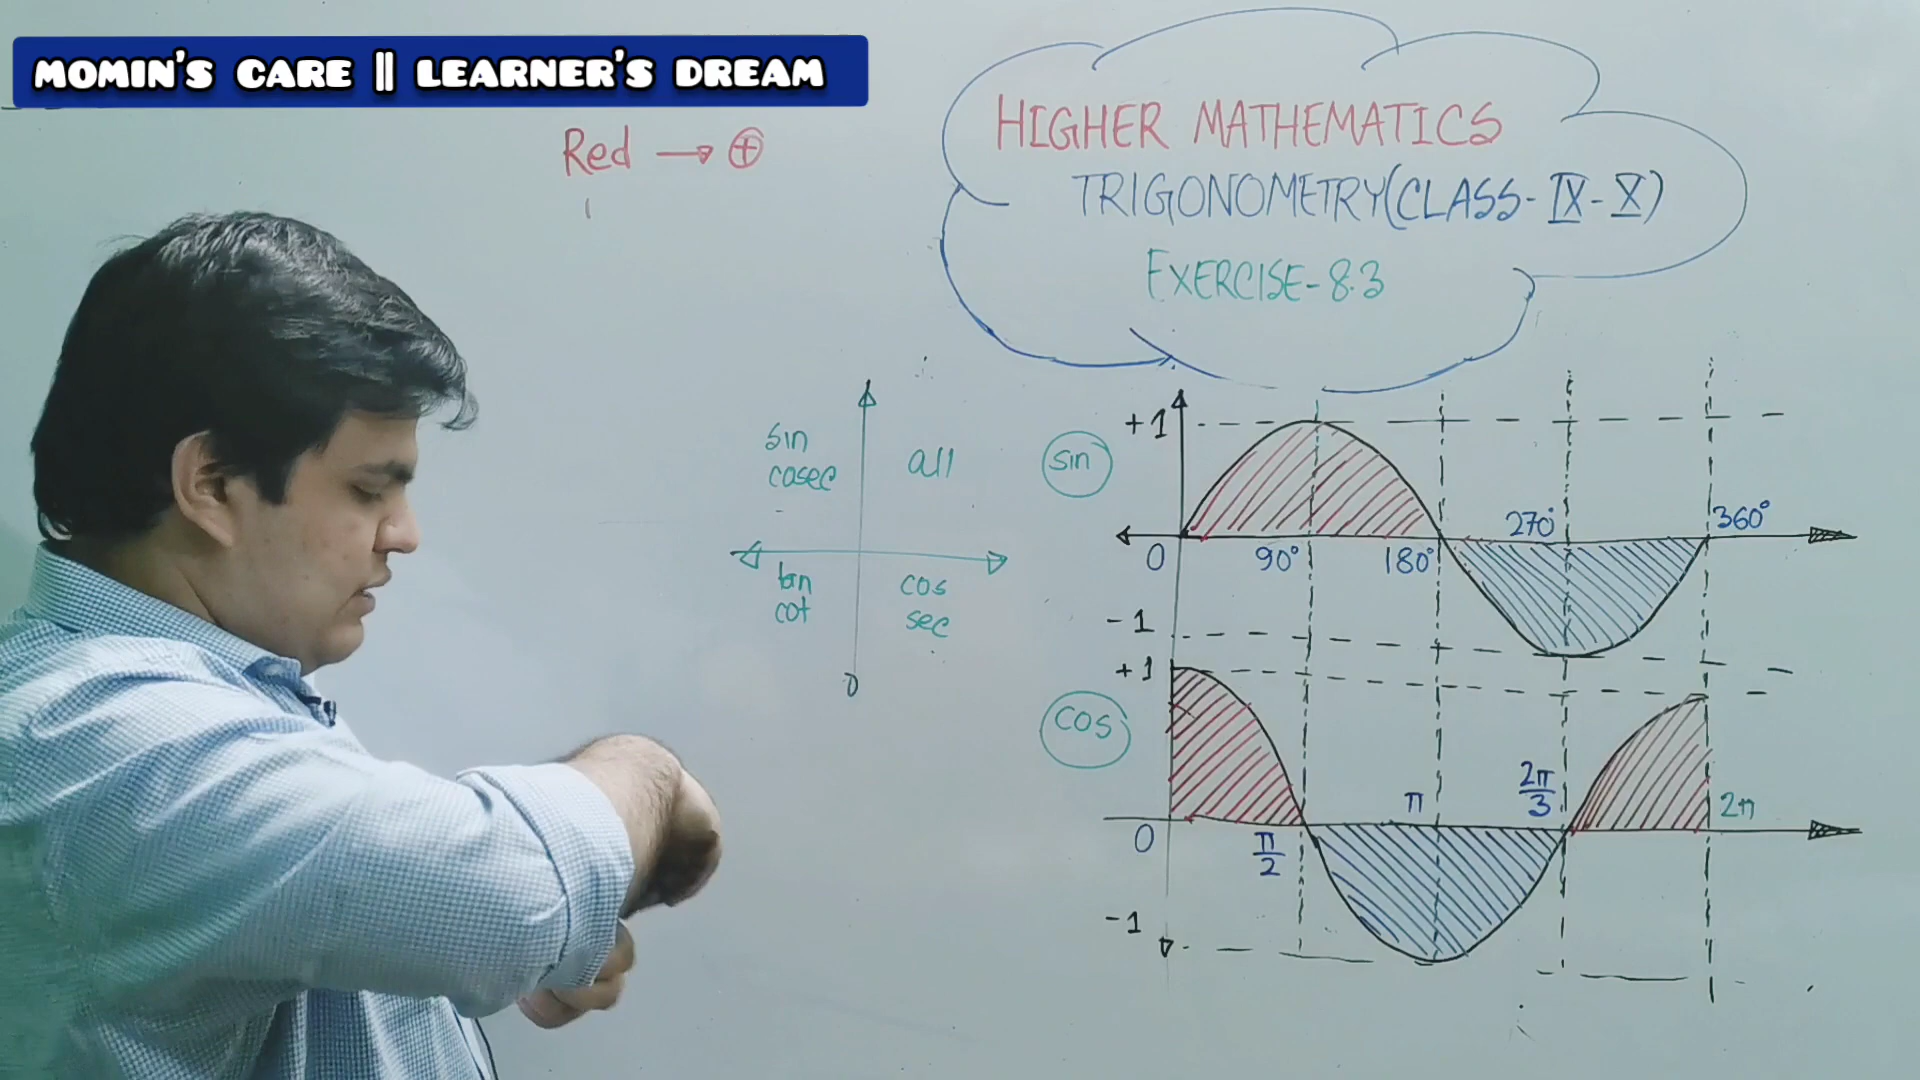 MOMIN'S CARE || LEARNER'S DREAM
Red → ⊕
HIGHER MATHEMATICS
TRIGONOMETRY(CLASS-IX-X)
EXERCISE-8.3
sin
cosec
all
tan
cot
cos
sec
sin
+1
0
90°
180°
270°
360°
-1
cos
+1
0
π/2
π
2π/3
2π
-1